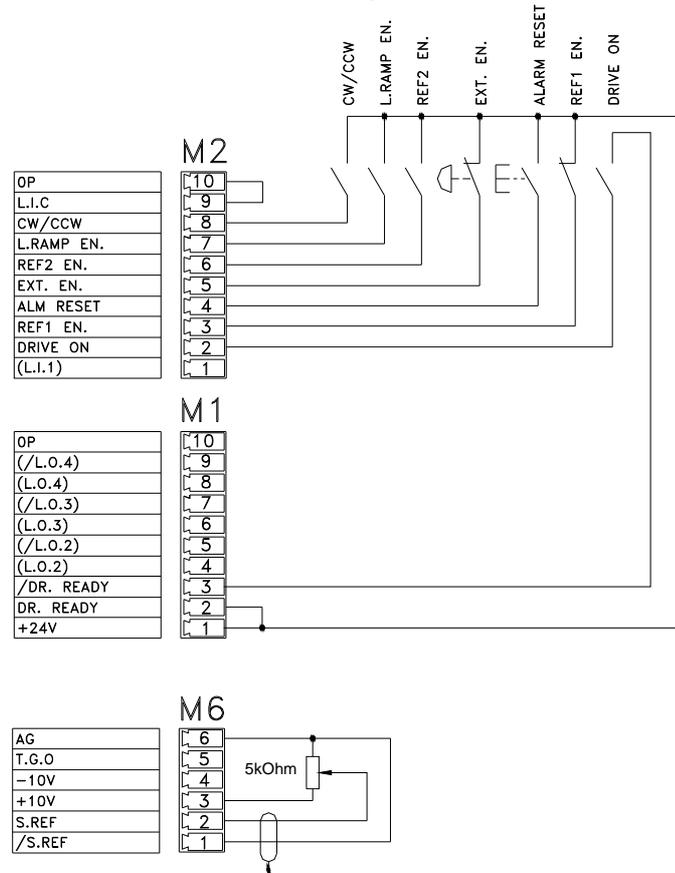 CW/CCW
L.RAMP EN.
REF2 EN.
EXT. EN.
ALARM RESET
REF1 EN.
DRIVE ON
M2
0P 10
L.I.C 9
CW/CCW 8
L.RAMP EN. 7
REF2 EN. 6
EXT. EN. 5
ALM RESET 4
REF1 EN. 3
DRIVE ON 2
(L.I.1) 1
M1
0P 10
(/L.O.4) 9
(L.O.4) 8
(/L.O.3) 7
(L.O.3) 6
(/L.O.2) 5
(L.O.2) 4
/DR. READY 3
DR. READY 2
+24V 1
M6
AG 6
T.G.O 5
-10V 4
+10V 3
S.REF 2
/S.REF 1
5kOhm